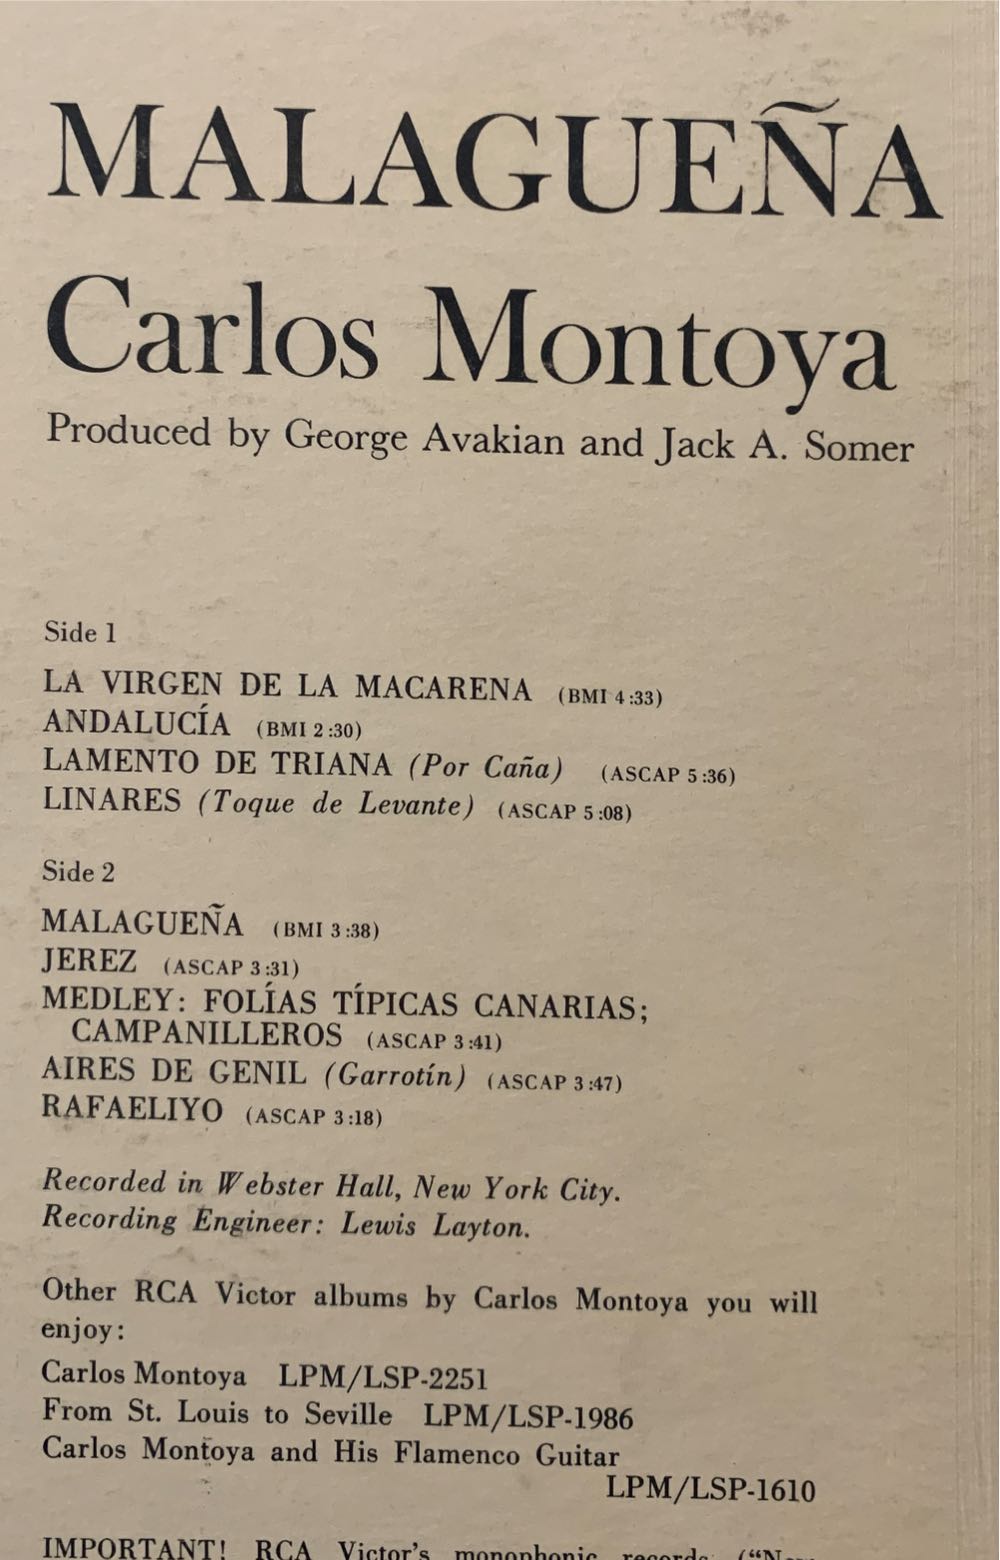 MALAGUEÑA
Carlos Montoya
Produced by George Avakian and Jack A. Somer
Side 1
LA VIRGEN DE LA MACARENA (BMI 4:33)
ANDALUCÍA (BMI 2:30)
LAMENTO DE TRIANA (Por Caña) (ASCAP 5:36)
LINARES (Toque de Levante) (ASCAP 5:08)
Side 2
MALAGUEÑA (BMI 3:38)
JEREZ (ASCAP 3:31)
MEDLEY: FOLÍAS TÍPICAS CANARIAS;
CAMPANILLEROS (ASCAP 3:41)
AIRES DE GENIL (Garrotín) (ASCAP 3:47)
RAFAELIYO (ASCAP 3:18)
Recorded in Webster Hall, New York City.
Recording Engineer: Lewis Layton.
Other RCA Victor albums by Carlos Montoya you will
enjoy:
Carlos Montoya LPM/LSP-2251
From St. Louis to Seville LPM/LSP-1986
Carlos Montoya and His Flamenco Guitar
LPM/LSP-1610
IMPORTANT! RCA Victor's monophonic records ("New